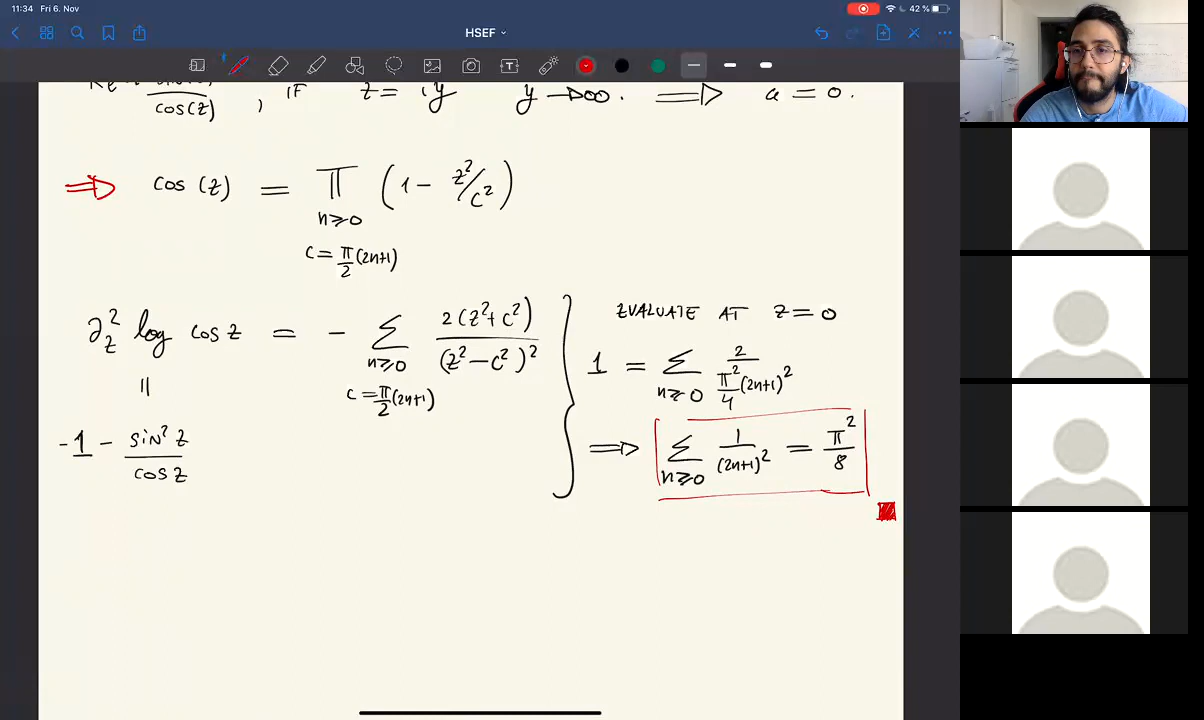 11:34 Fri 6. Nov
42 %
HSEF
cos(z) , IF z = iy y → ∞ . ⟹ a = 0.
⟹ cos (z) = ∏ (1 - z²/c²)
n≥0
c = π/2 (2n+1)
∂z² log cos z = - ∑ 2(z²+c²) / (z²-c²)²
n≥0
c = π/2 (2n+1)
||
-1 - sin² z / cos z
EVALUATE AT z = 0
1 = ∑ 2 / π²/4 (2n+1)²
n≥0
⟹ ∑ 1/(2n+1)² = π²/8
n≥0